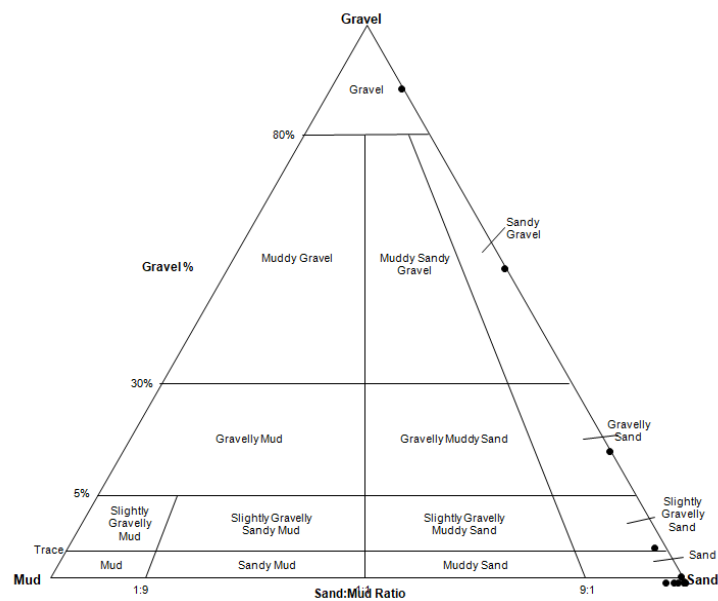 Gravel
Gravel
80%
Sandy
Gravel
Muddy Gravel
Muddy Sandy
Gravel
Gravel %
30%
Gravelly Mud
Gravelly Muddy Sand
Gravelly
Sand
5%
Slightly
Gravelly
Mud
Slightly Gravelly
Sandy Mud
Slightly Gravelly
Muddy Sand
Slightly
Gravelly
Sand
Trace
Mud
Mud
Sandy Mud
Muddy Sand
Sand
Sand
1:9
9:1
Sand:Mud Ratio